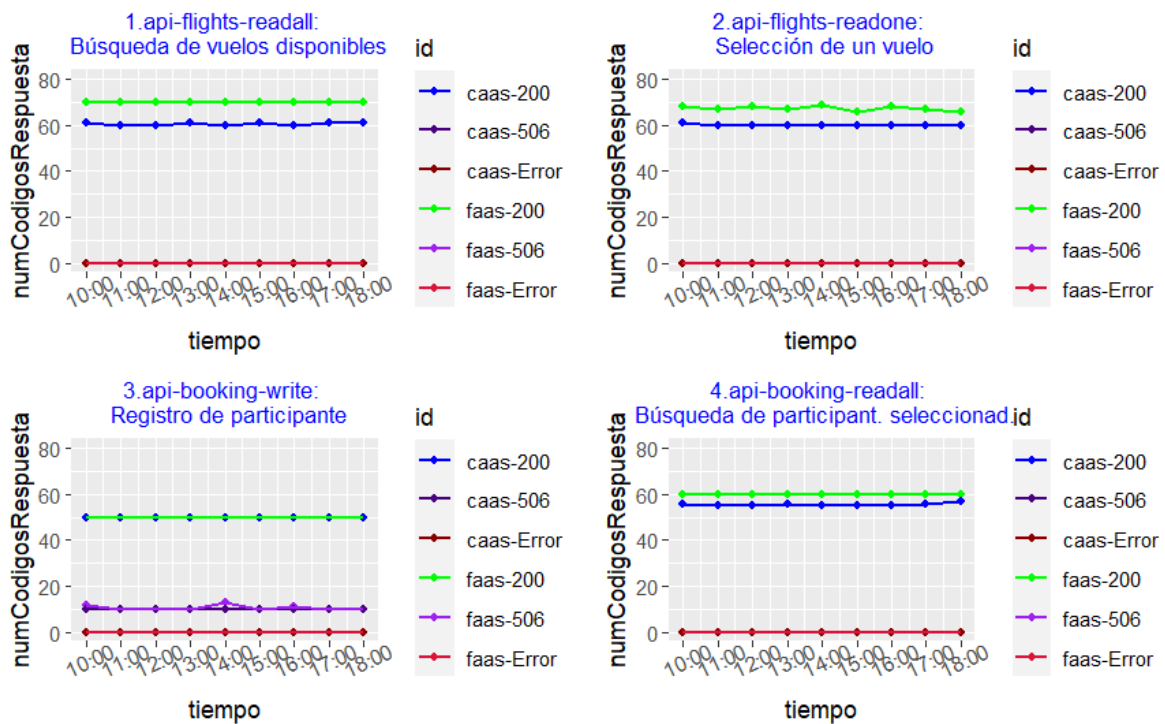 1.api-flights-readall:
Búsqueda de vuelos disponibles
numCodigosRespuesta
80
60
40
20
0
10:00
11:00
12:00
13:00
14:00
15:00
16:00
17:00
18:00
tiempo
id
caas-200
caas-506
caas-Error
faas-200
faas-506
faas-Error
2.api-flights-readone:
Selección de un vuelo
numCodigosRespuesta
80
60
40
20
0
10:00
11:00
12:00
13:00
14:00
15:00
16:00
17:00
18:00
tiempo
id
caas-200
caas-506
caas-Error
faas-200
faas-506
faas-Error
3.api-booking-write:
Registro de participante
numCodigosRespuesta
80
60
40
20
0
10:00
11:00
12:00
13:00
14:00
15:00
16:00
17:00
18:00
tiempo
id
caas-200
caas-506
caas-Error
faas-200
faas-506
faas-Error
4.api-booking-readall:
Búsqueda de participant. seleccionad.
numCodigosRespuesta
80
60
40
20
0
10:00
11:00
12:00
13:00
14:00
15:00
16:00
17:00
18:00
tiempo
id
caas-200
caas-506
caas-Error
faas-200
faas-506
faas-Error